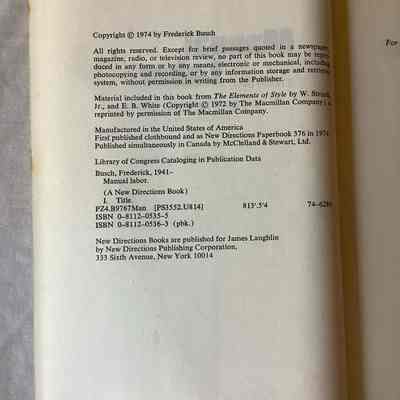 Copyright © 1974 by Frederick Busch
All rights reserved. Except for brief passages quoted in a newspaper,
magazine, radio, or television review, no part of this book may be repro-
duced in any form or by any means, electronic or mechanical, including
photocopying and recording, or by any information storage and retrieval
system, without permission in writing from the Publisher.
Material included in this book from The Elements of Style by W. Strunk,
Jr., and E. B. White (Copyright © 1972 by The Macmillan Company) is
reprinted by permission of The Macmillan Company.
Manufactured in the United States of America
First published clothbound and as New Directions Paperbook 376 in 1974
Published simultaneously in Canada by McClelland & Stewart, Ltd.
Library of Congress Cataloging in Publication Data
Busch, Frederick, 1941–
Manual labor.
(A New Directions Book)
I. Title.
PZ4.B9767Man [PS3552.U814] 813'.5'4 74-
ISBN 0–8112–0535–5
ISBN 0–8112–0536–3 (pbk.)
New Directions Books are published for James Laughlin
by New Directions Publishing Corporation,
333 Sixth Avenue, New York 10014
For